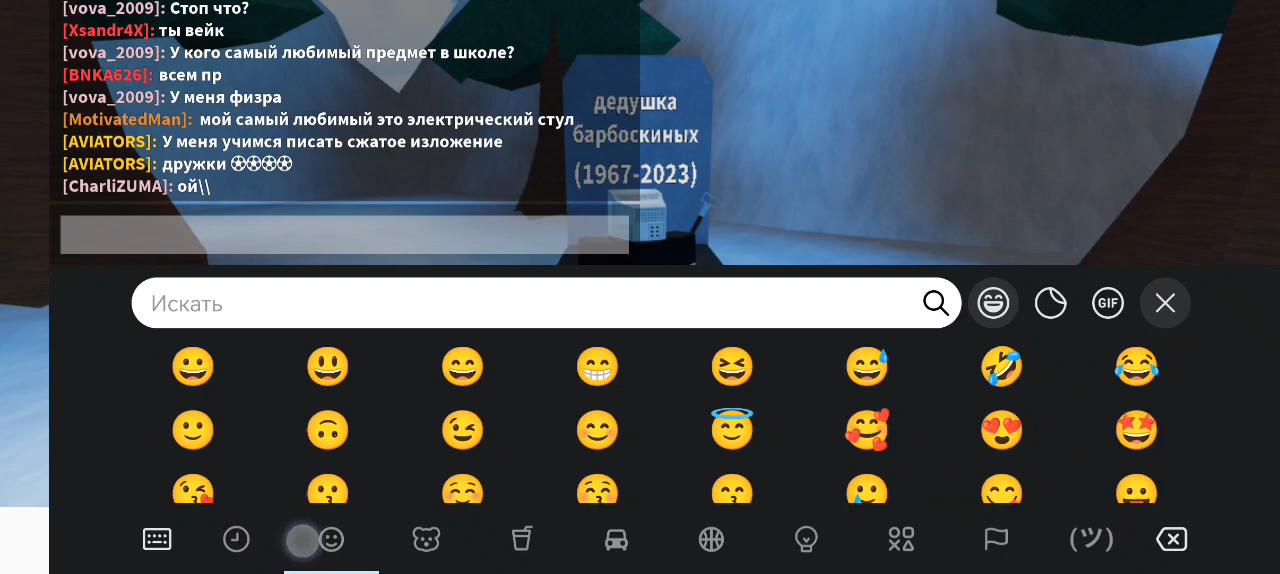 [vova_2009]: Стоп что?
[Xsandr4X]: ты вейк
[vova_2009]: У кого самый любимый предмет в школе?
[BNKA626]: всем пр
[vova_2009]: У меня физра
[MotivatedMan]: мой самый любимый это электрический стул
[AVIATORS]: У меня учимся писать сжатое изложение
[AVIATORS]: дружки
[CharliZUMA]: ой\\
дедушка
барбоскиных
(1967-2023)
Искать
GIF
(ツ)